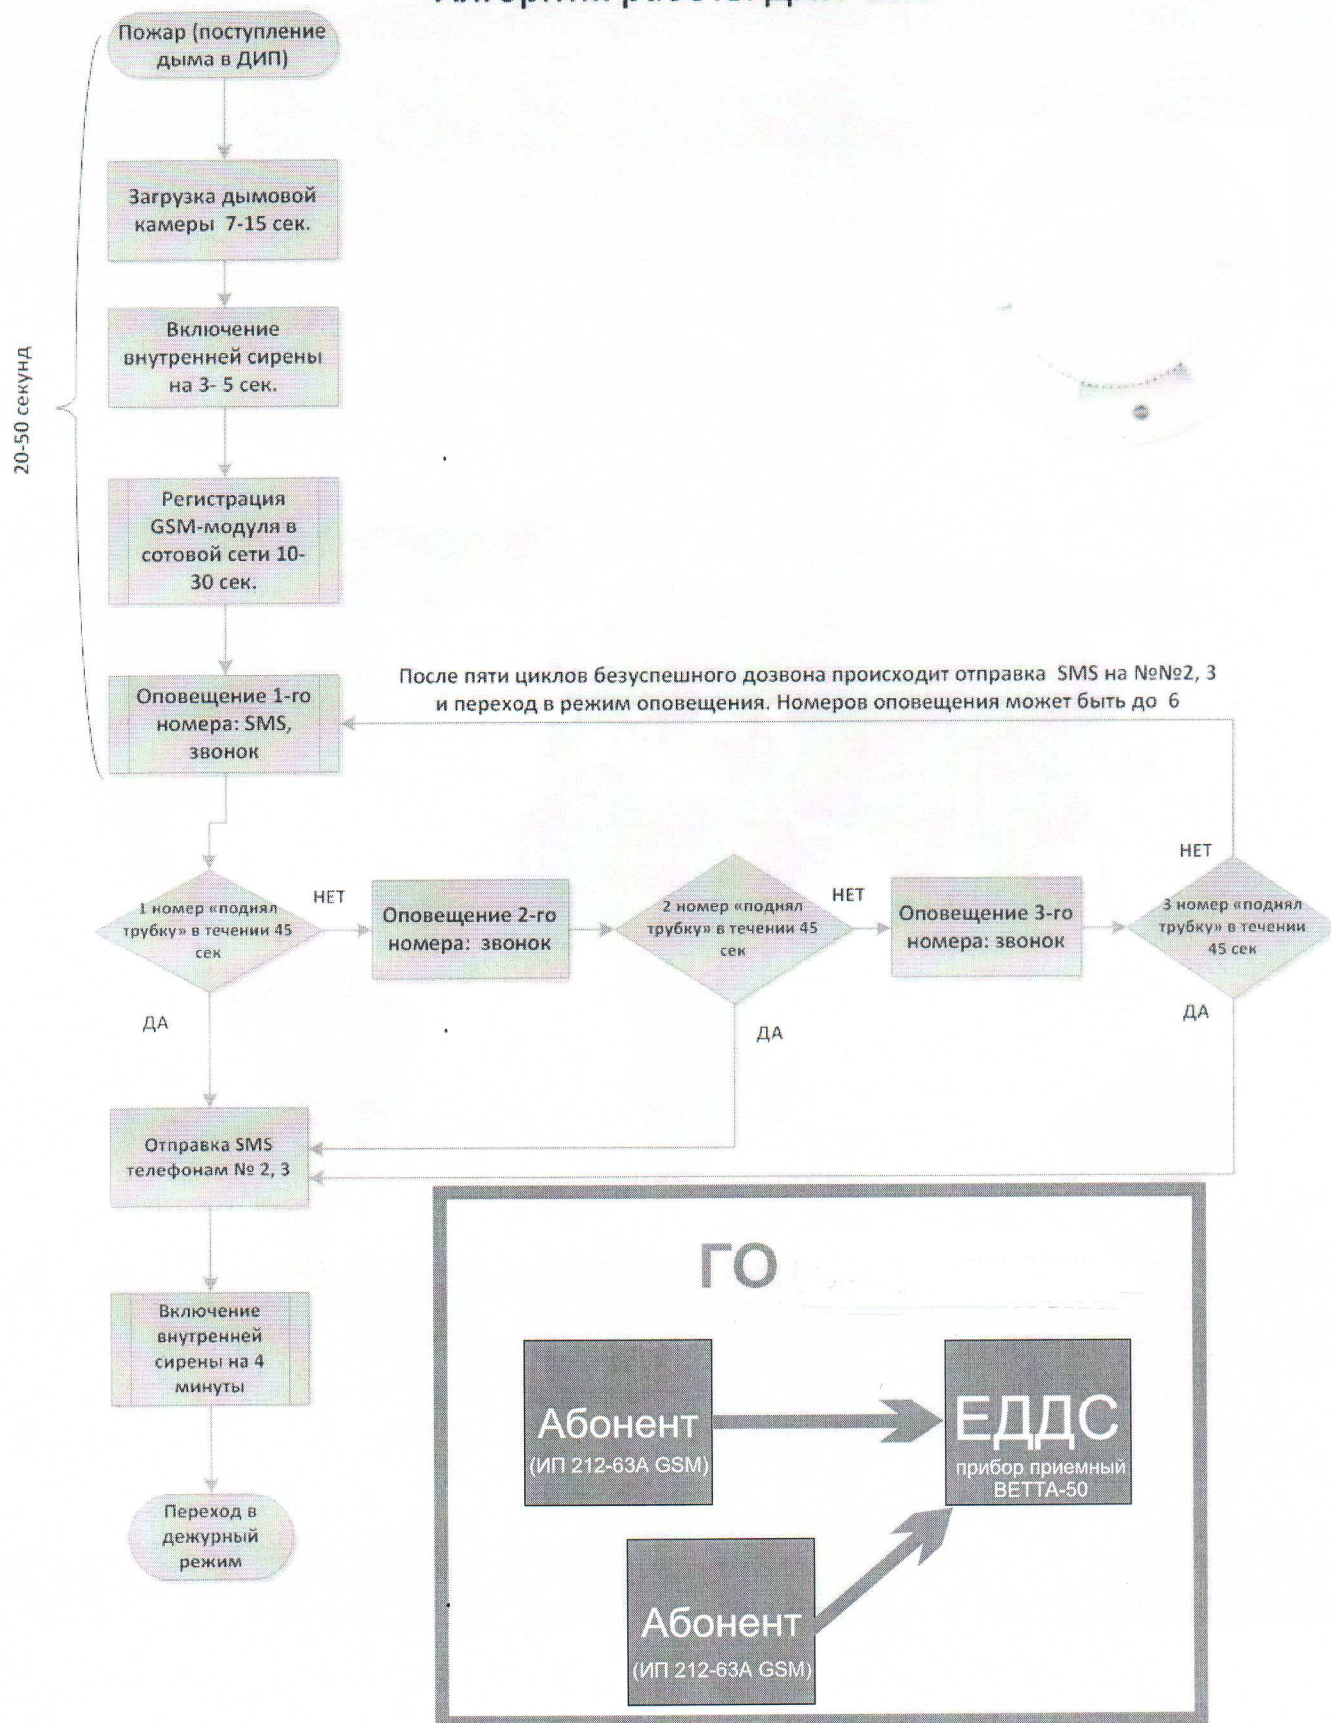 Пожар (поступление
дыма в ДИП)
Загрузка дымовой
камеры 7-15 сек.
Включение
внутренней сирены
на 3- 5 сек.
20-50 секунд
Регистрация
GSM-модуля в
сотовой сети 10-
30 сек.
После пяти циклов безуспешного дозвона происходит отправка SMS на №№2, 3
и переход в режим оповещения. Номеров оповещения может быть до 6
Оповещение 1-го
номера: SMS,
звонок
1 номер «поднял
трубку» в течении 45
сек
НЕТ
Оповещение 2-го
номера: звонок
2 номер «поднял
трубку» в течении 45
сек
НЕТ
Оповещение 3-го
номера: звонок
3 номер «поднял
трубку» в течении
45 сек
НЕТ
ДА
ДА
ДА
Отправка SMS
телефонам № 2, 3
Включение
внутренней
сирены на 4
минуты
Переход в
дежурный
режим
ГО
Абонент
(ИП 212-63А GSM)
ЕДДС
прибор приемный
ВЕТТА-50
Абонент
(ИП 212-63А GSM)